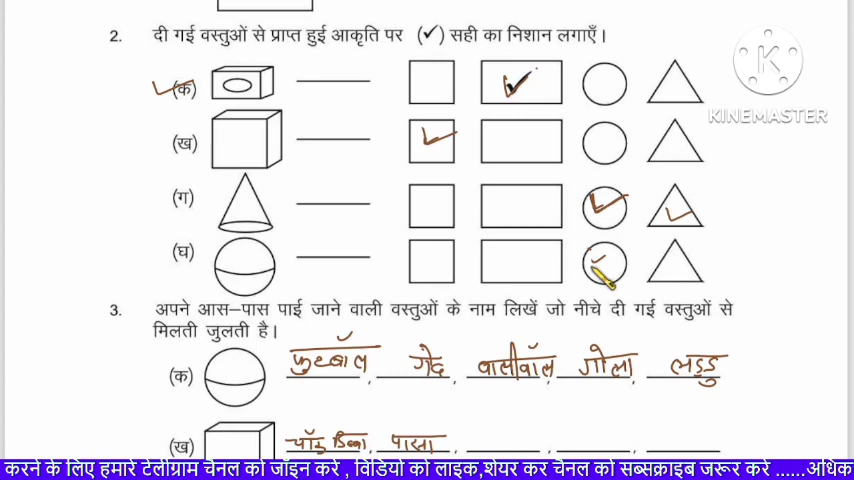 2. दी गई वस्तुओं से प्राप्त हुई आकृति पर (✓) सही का निशान लगाएँ।
(क)
K
KINEMASTER
(ख)
(ग)
(घ)
3. अपने आस–पास पाई जाने वाली वस्तुओं के नाम लिखें जो नीचे दी गई वस्तुओं से
मिलती जुलती है।
(क) फुटबॉल, गेंद, वालीवॉल, गोला, लड्डु
(ख) डिब्बा, पासा
करने के लिए हमारे टेलीग्राम चैनल को जॉइन करे , विडियो को लाइक,शेयर कर चैनल को सब्सक्राइब जरूर करे ......अधिक